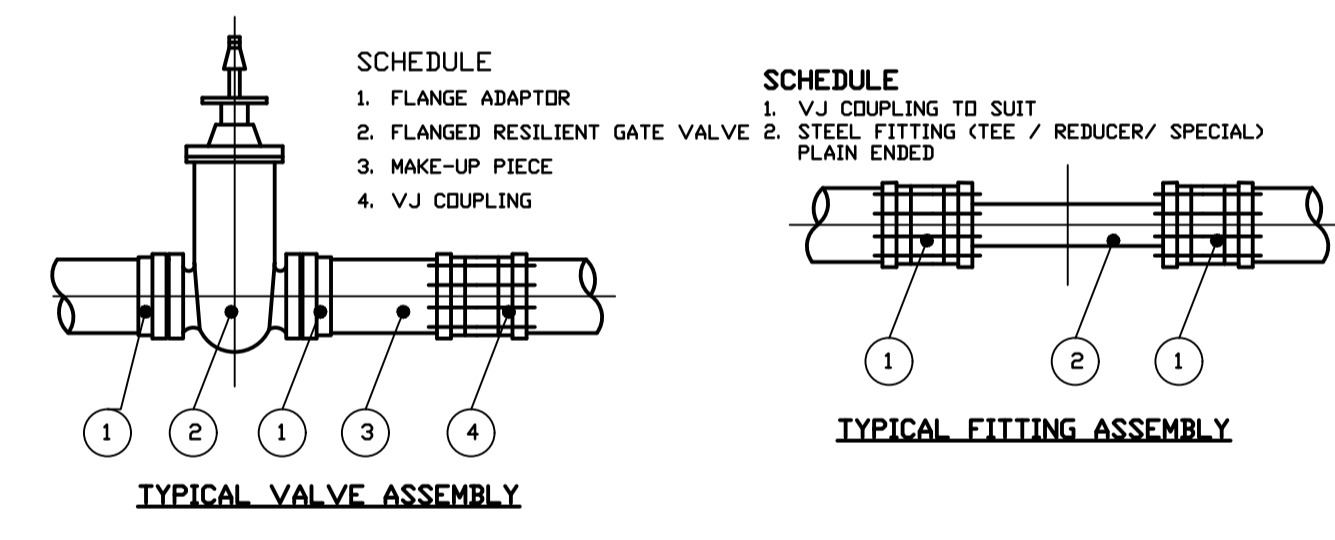 SCHEDULE
1. FLANGE ADAPTOR
2. FLANGED RESILIENT GATE VALVE
3. MAKE-UP PIECE
4. VJ COUPLING
1
2
1
3
4
TYPICAL VALVE ASSEMBLY
SCHEDULE
1. VJ COUPLING TO SUIT
2. STEEL FITTING (TEE / REDUCER/ SPECIAL)
PLAIN ENDED
1
2
1
TYPICAL FITTING ASSEMBLY